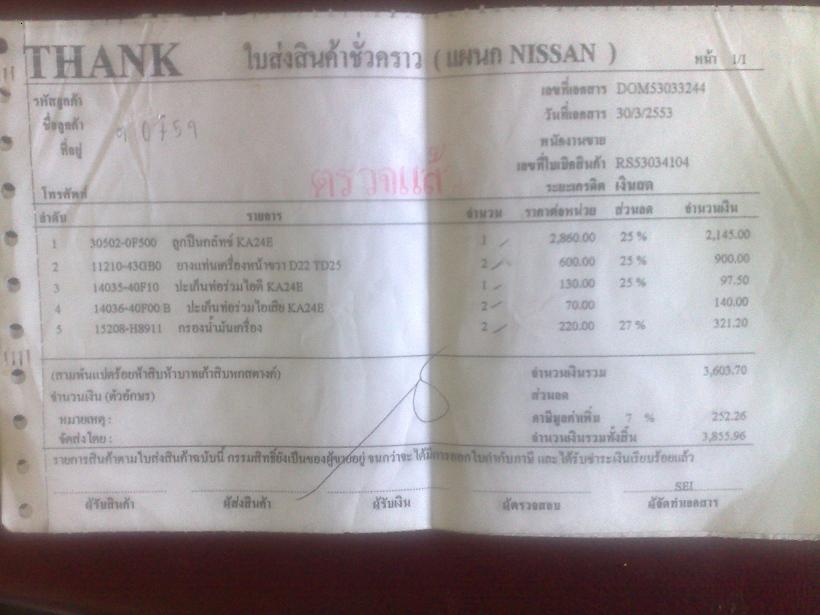 THANK ใบส่งสินค้าชั่วคราว ( แผนก NISSAN ) หน้า 1/1
รหัสลูกค้า เลขที่เอกสาร DOM53033244
ชื่อลูกค้า วันที่เอกสาร 30/3/2553
ที่อยู่ พนักงานขาย
เลขที่ใบเบิกสินค้า RS53034104
ตรวจแล้ว
โทรศัพท์ ระยะเครดิต เงินสด
ลำดับ รายการ จำนวน ราคาต่อหน่วย ส่วนลด จำนวนเงิน
1 30502-0F500 ลูกปืนกลัทช์ KA24E 1 2,860.00 25 % 2,145.00
2 11210-43GB0 ยางแท่นเครื่องหน้าขวา D22 TD25 2 600.00 25 % 900.00
3 14035-40F10 ปะเก็นท่อร่วมไอดี KA24E 1 130.00 25 % 97.50
4 14036-40F00 B ปะเก็นท่อร่วมไอเสีย KA24E 2 70.00 140.00
5 15208-H8911 กรองน้ำมันเครื่อง 2 220.00 27 % 321.20
(สามพันแปดร้อยห้าสิบห้าบาทเก้าสิบหกสตางค์) จำนวนเงินรวม 3,603.70
จำนวนเงิน (ตัวอักษร) ส่วนลด
หมายเหตุ : ภาษีมูลค่าเพิ่ม 7 % 252.26
จัดส่งโดย : จำนวนเงินรวมทั้งสิ้น 3,855.96
รายการสินค้าตามใบส่งสินค้าฉบับนี้ กรรมสิทธิ์ยังเป็นของผู้ขายอยู่ จนกว่าจะ ได้มีการออกใบกำกับภาษี และ ได้รับชำระเงินเรียบร้อยแล้ว
SEI
ผู้รับสินค้า ผู้ส่งสินค้า ผู้รับเงิน ผู้ตรวจสอบ ผู้จัดทำเอกสาร